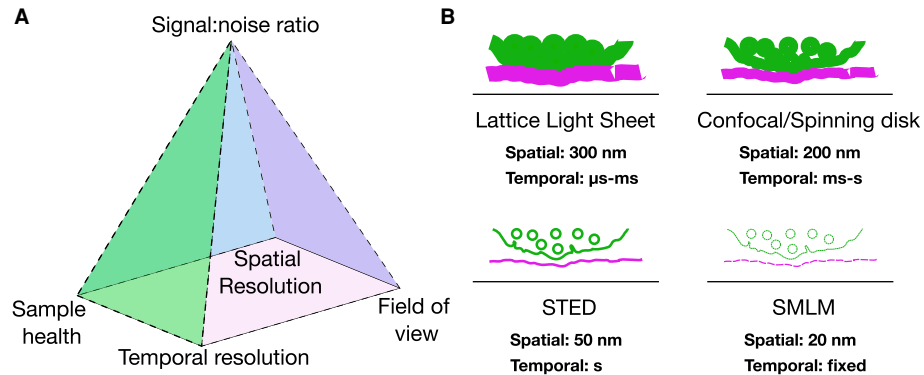 A
Signal:noise ratio
Spatial
Resolution
Sample
health
Field of
view
Temporal resolution
B
Lattice Light Sheet
Spatial: 300 nm
Temporal: µs-ms
Confocal/Spinning disk
Spatial: 200 nm
Temporal: ms-s
STED
Spatial: 50 nm
Temporal: s
SMLM
Spatial: 20 nm
Temporal: fixed